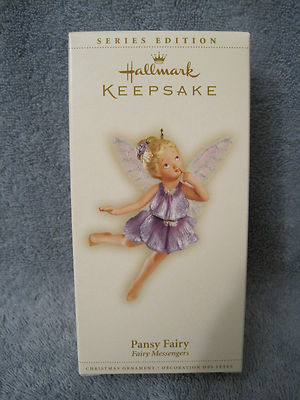 SERIES EDITION
Hallmark
KEEPSAKE
Pansy Fairy
Fairy Messengers
CHRISTMAS ORNAMENT / DÉCORATION DES FÊTES